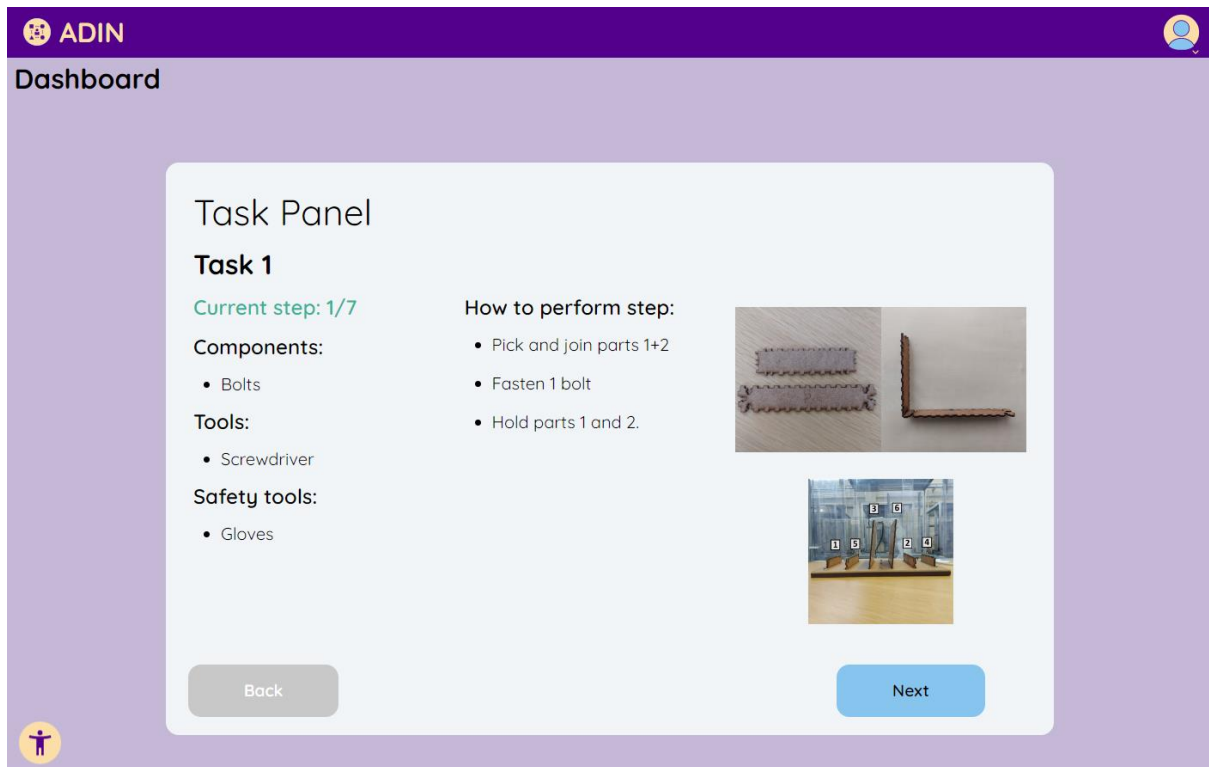 ADIN
Dashboard
Task Panel
Task 1
Current step: 1/7
Components:
Bolts
Tools:
Screwdriver
Safety tools:
Gloves
How to perform step:
Pick and join parts 1+2
Fasten 1 bolt
Hold parts 1 and 2.
3 6
1 5 2 4
Back
Next